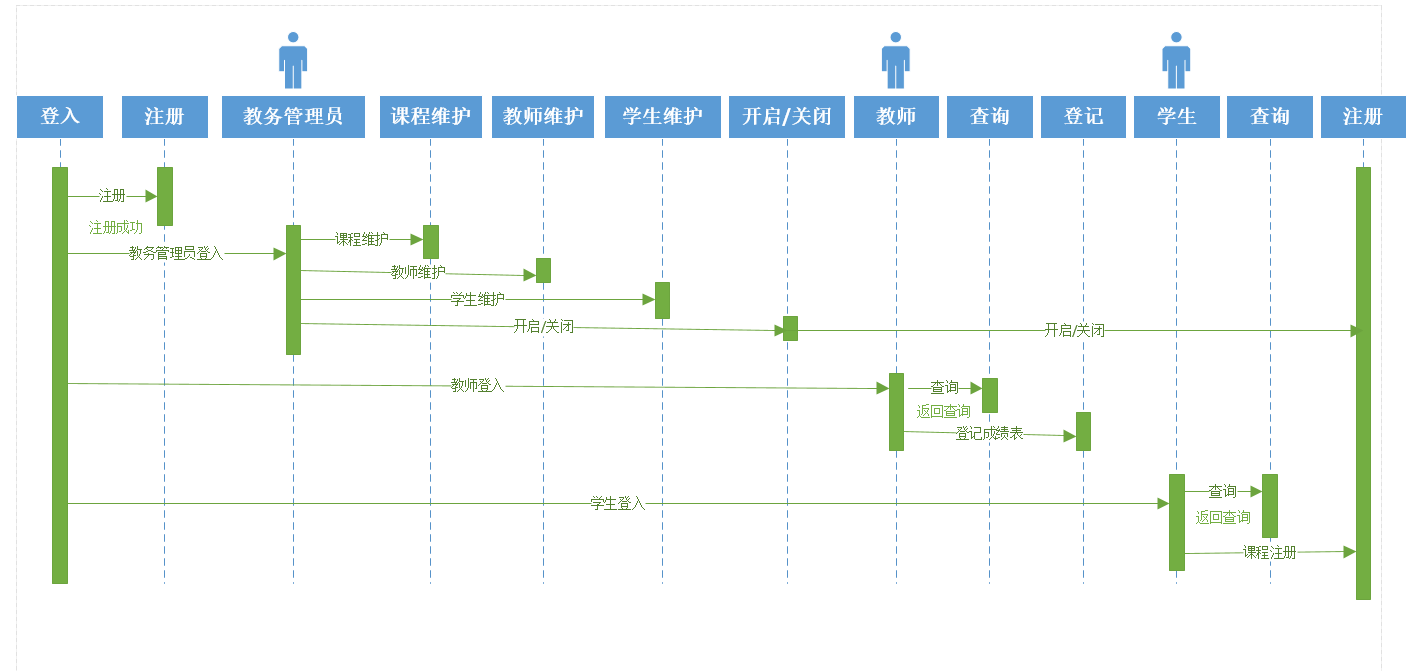 登入
注册
教务管理员
课程维护
教师维护
学生维护
开启/关闭
教师
查询
登记
学生
查询
注册
注册
注册成功
课程维护
教务管理员登入
教师维护
学生维护
开启/关闭
开启/关闭
教师登入
查询
返回查询
登记成绩表
查询
学生登入
返回查询
课程注册